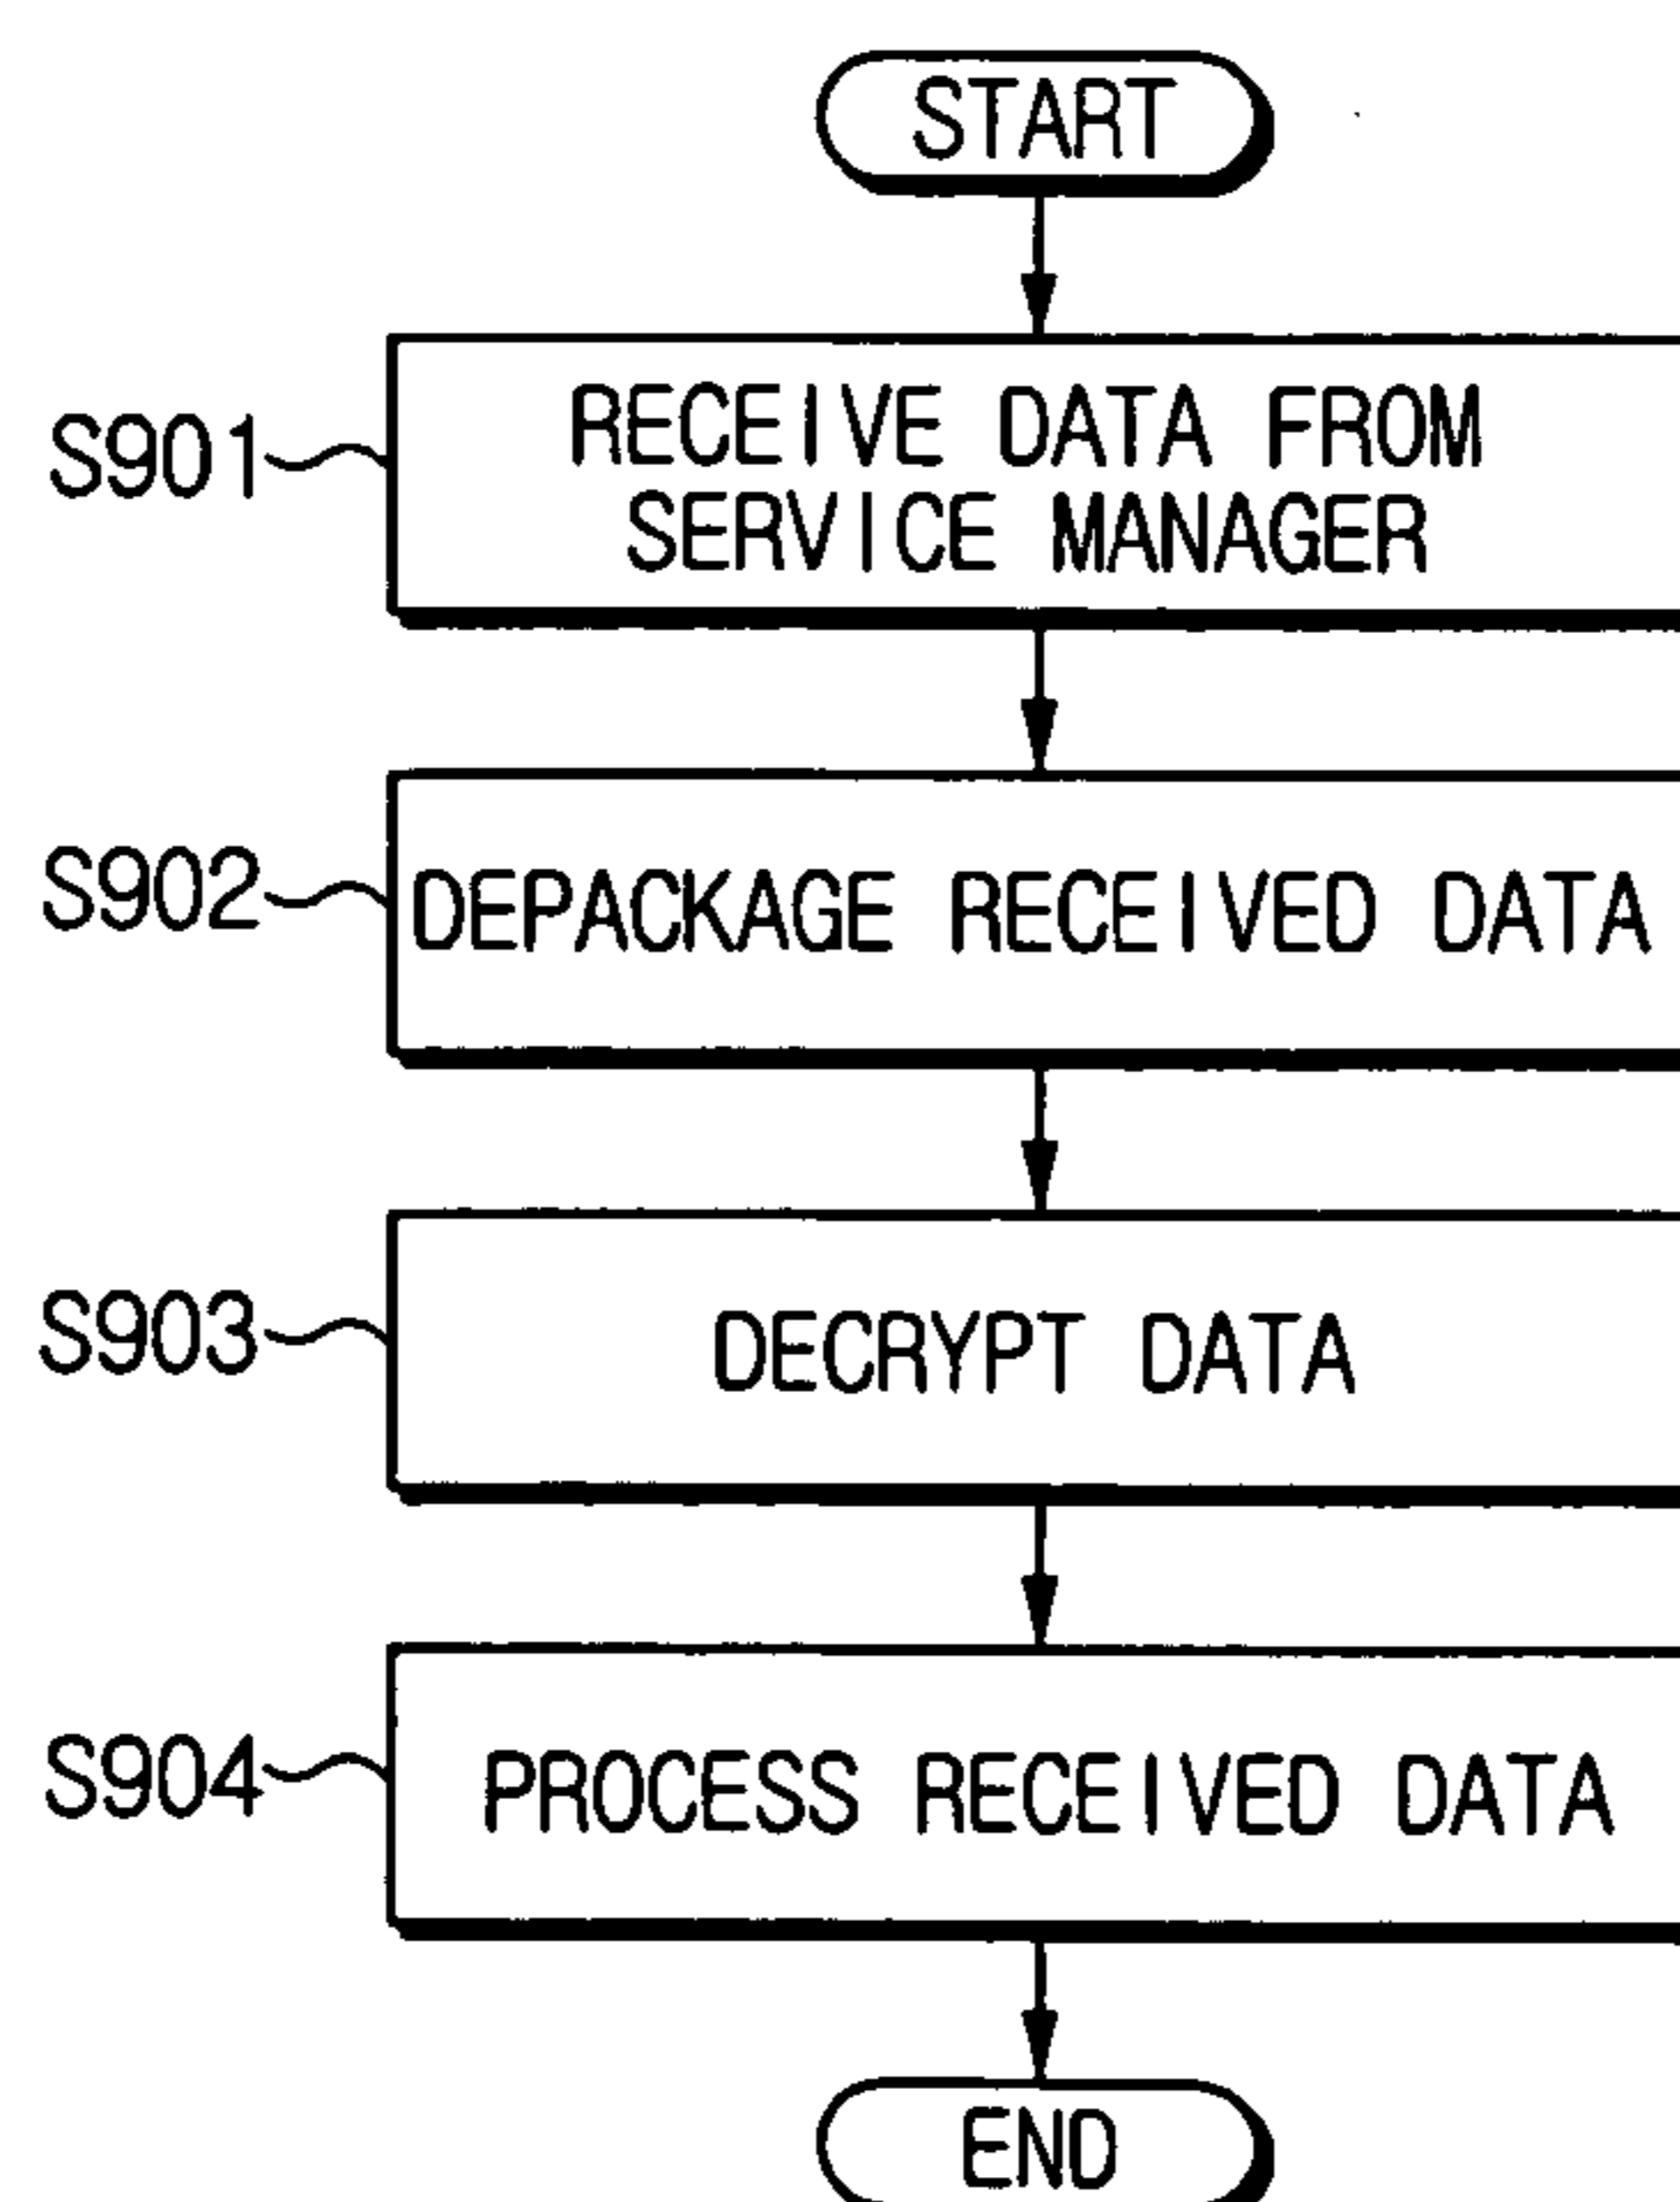 START
S901
RECEIVE DATA FROM
SERVICE MANAGER
S902
DEPACKAGE RECEIVED DATA
S903
DECRYPT DATA
S904
PROCESS RECEIVED DATA
END